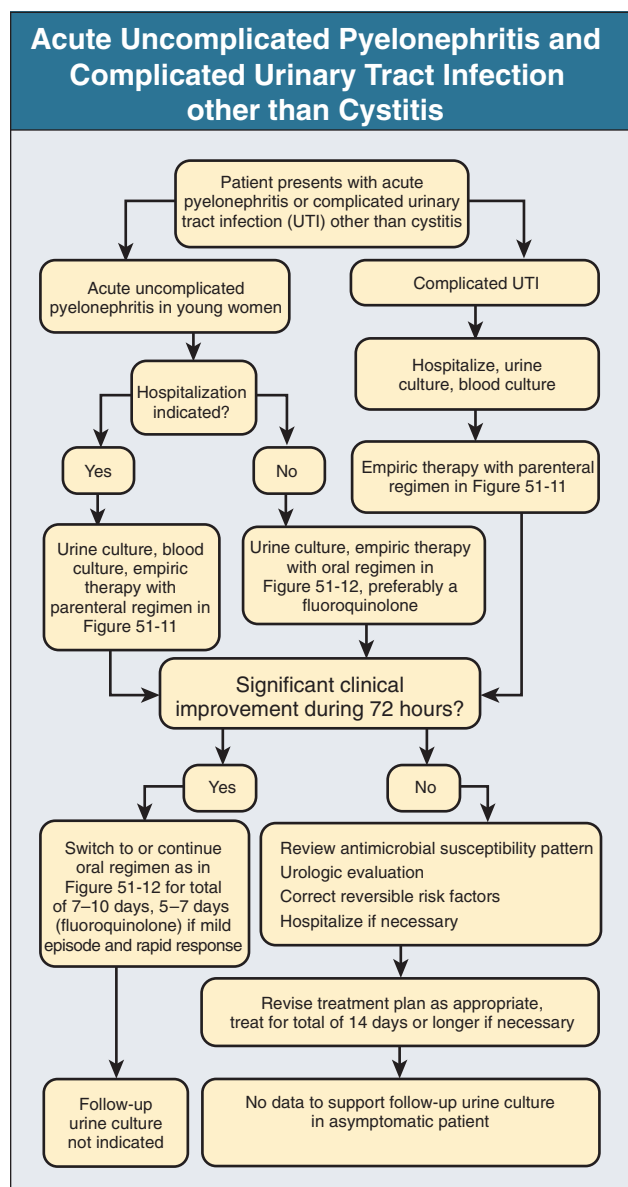 Acute Uncomplicated Pyelonephritis and
Complicated Urinary Tract Infection
other than Cystitis
Patient presents with acute
pyelonephritis or complicated urinary
tract infection (UTI) other than cystitis
Acute uncomplicated
pyelonephritis in young women
Complicated UTI
Hospitalize, urine
culture, blood culture
Hospitalization
indicated?
Yes
No
Empiric therapy with parenteral
regimen in Figure 51-11
Urine culture, blood
culture, empiric
therapy with
parenteral regimen in
Figure 51-11
Urine culture, empiric therapy
with oral regimen in
Figure 51-12, preferably a
fluoroquinolone
Significant clinical
improvement during 72 hours?
Yes
No
Switch to or continue
oral regimen as in
Figure 51-12 for total
of 7–10 days, 5–7 days
(fluoroquinolone) if mild
episode and rapid response
Review antimicrobial susceptibility pattern
Urologic evaluation
Correct reversible risk factors
Hospitalize if necessary
Revise treatment plan as appropriate,
treat for total of 14 days or longer if necessary
Follow-up
urine culture
not indicated
No data to support follow-up urine culture
in asymptomatic patient